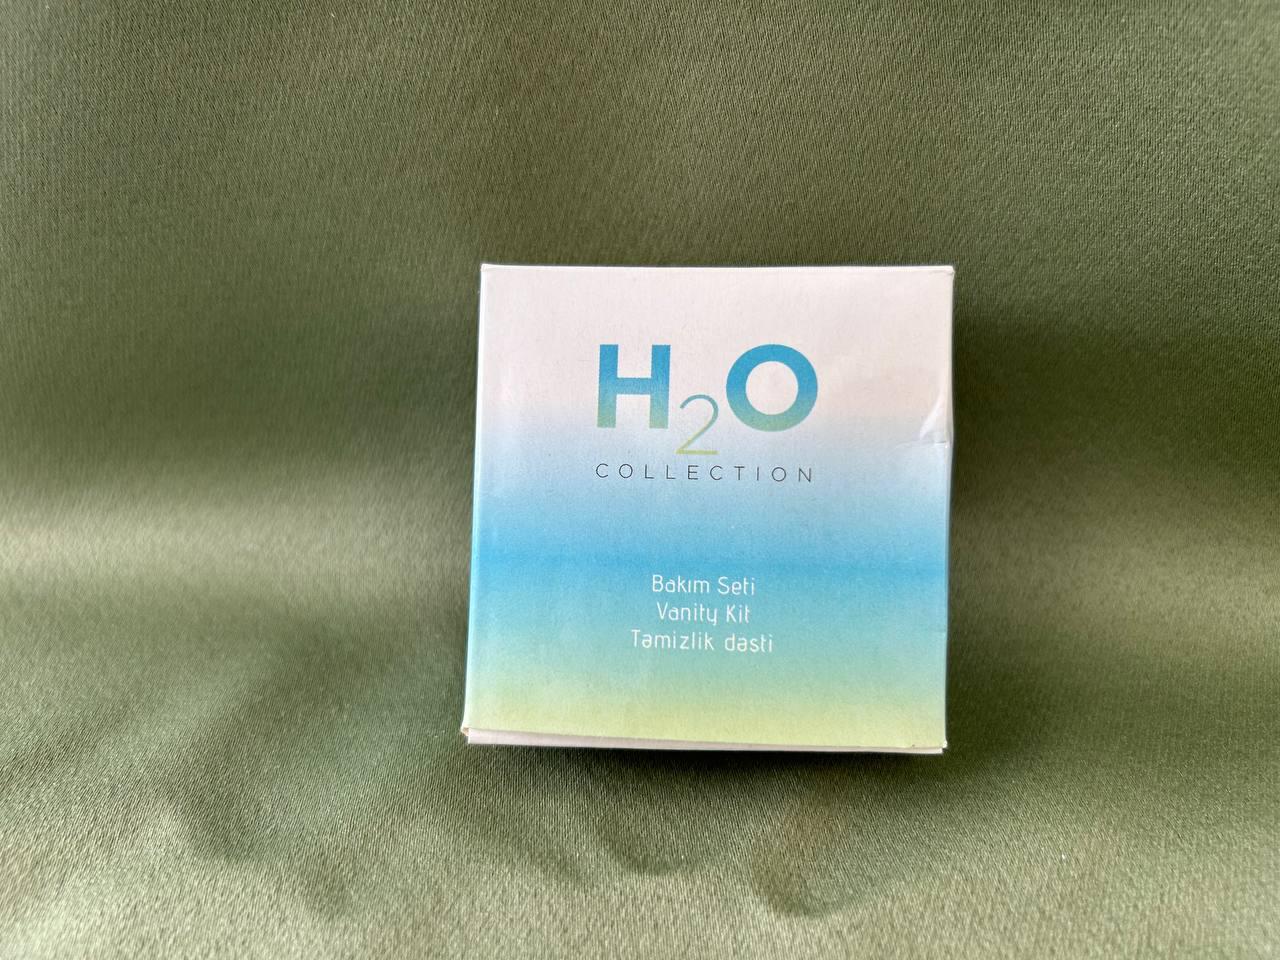 H2O
COLLECTION
Bakım Seti
Vanity Kit
Təmizlik dəsti